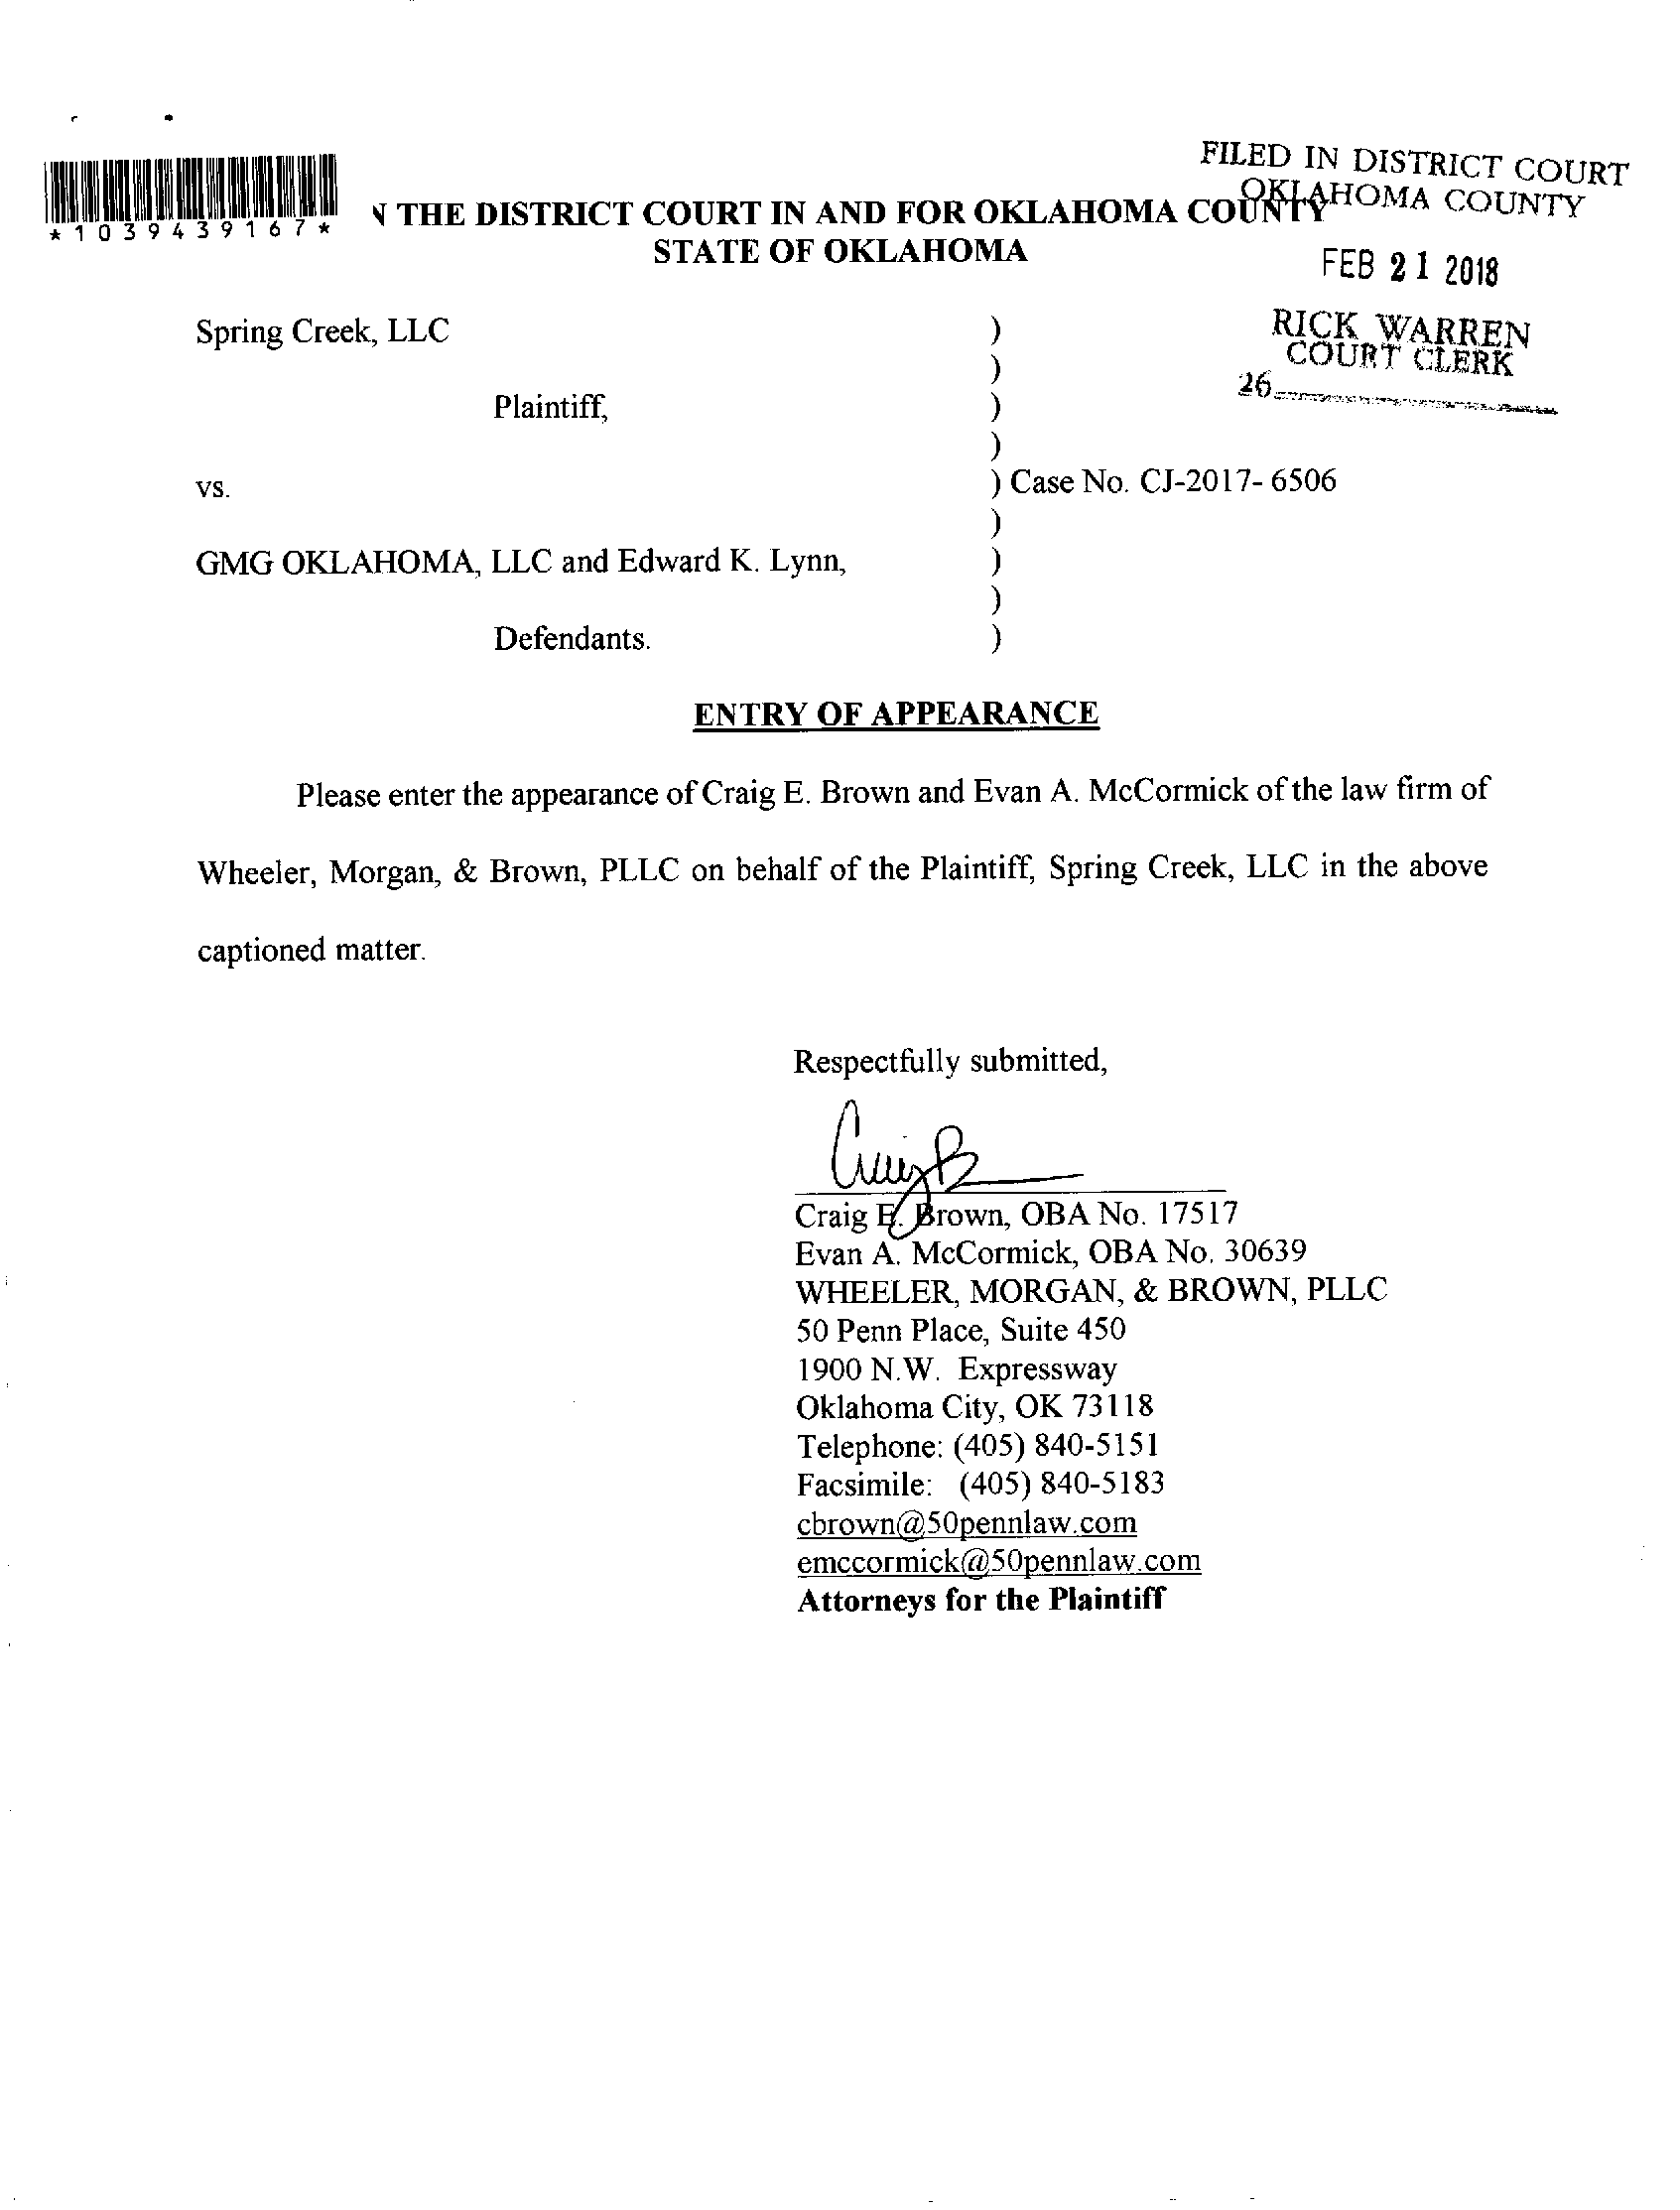 FILED IN DISTRICT COURT
OKLAHOMA COUNTY
*1039439167*
N THE DISTRICT COURT IN AND FOR OKLAHOMA COUNTY
STATE OF OKLAHOMA
FEB 21 2018
RICK WARREN
COURT CLERK
26
Spring Creek, LLC )
)
Plaintiff, )
)
vs. ) Case No. CJ-2017- 6506
)
GMG OKLAHOMA, LLC and Edward K. Lynn, )
)
Defendants. )
ENTRY OF APPEARANCE
Please enter the appearance of Craig E. Brown and Evan A. McCormick of the law firm of
Wheeler, Morgan, & Brown, PLLC on behalf of the Plaintiff, Spring Creek, LLC in the above
captioned matter.
Respectfully submitted,
Craig B
Craig E. Brown, OBA No. 17517
Evan A. McCormick, OBA No. 30639
WHEELER, MORGAN, & BROWN, PLLC
50 Penn Place, Suite 450
1900 N.W. Expressway
Oklahoma City, OK 73118
Telephone: (405) 840-5151
Facsimile: (405) 840-5183
cbrown@50pennlaw.com
emccormick@50pennlaw.com
Attorneys for the Plaintiff